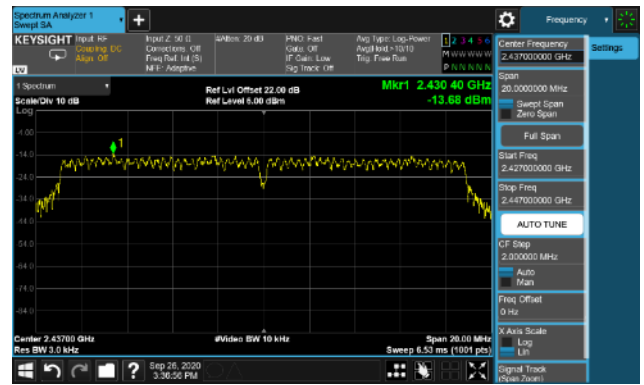 Spectrum Analyzer 1
Swept SA
+
Frequency
KEYSIGHT
Input: RF
Coupling: DC
Align: Off
Input Z: 50 Ω
Corrections: Off
Freq Ref: Int (S)
NFE: Adaptive
#Atten: 20 dB
PNO: Fast
Gate: Off
IF Gain: Low
Sig Track: Off
Avg Type: Log-Power
Avg|Hold:>10/10
Trig: Free Run
1 2 3 4 5 6
M W W W W W
P N N N N N
LXI
1 Spectrum
Scale/Div 10 dB
Log
Ref Lvl Offset 22.00 dB
Ref Level 6.00 dBm
Mkr1 2.430 40 GHz
-13.68 dBm
1
-4.00
-14.0
-24.0
-34.0
-44.0
-54.0
-64.0
-74.0
-84.0
Center 2.43700 GHz
Res BW 3.0 kHz
#Video BW 10 kHz
Span 20.00 MHz
Sweep 6.53 ms (1001 pts)
Sep 26, 2020
3:36:56 PM
?
Center Frequency
2.437000000 GHz
Settings
Span
20.0000000 MHz
Swept Span
Zero Span
Full Span
Start Freq
2.427000000 GHz
Stop Freq
2.447000000 GHz
AUTO TUNE
CF Step
2.000000 MHz
Auto
Man
Freq Offset
0 Hz
X Axis Scale
Log
Lin
Signal Track
(Span Zoom)